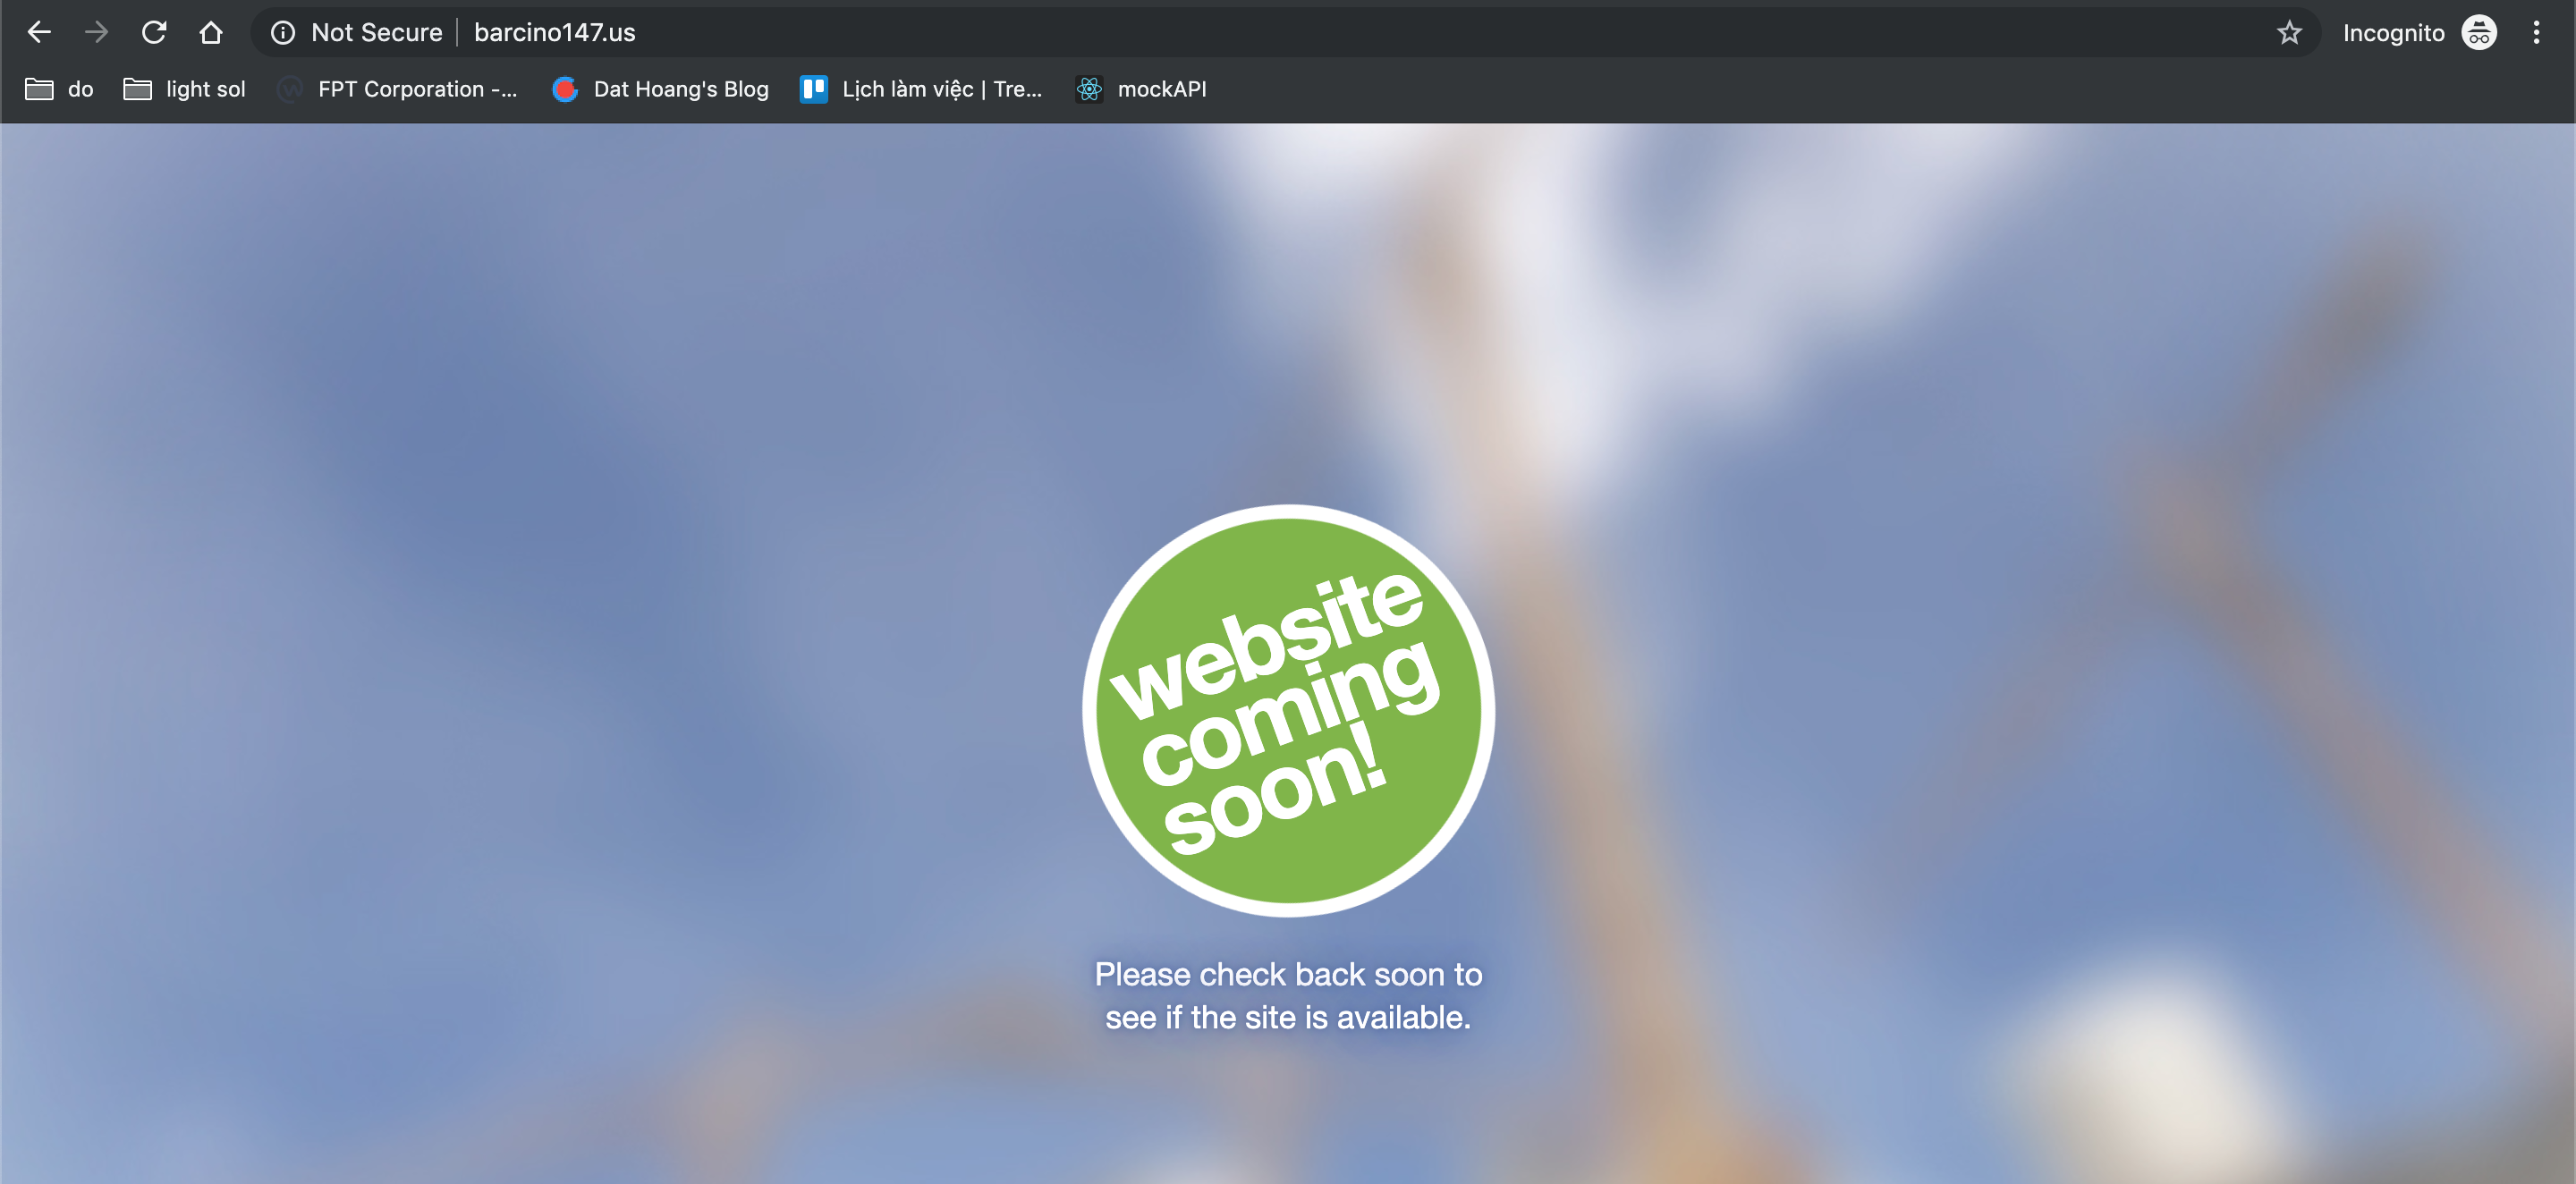 Not Secure | barcino147.us
Incognito
do
light sol
FPT Corporation -...
Dat Hoang's Blog
Lịch làm việc | Tre...
mockAPI
website
coming
soon!
Please check back soon to
see if the site is available.